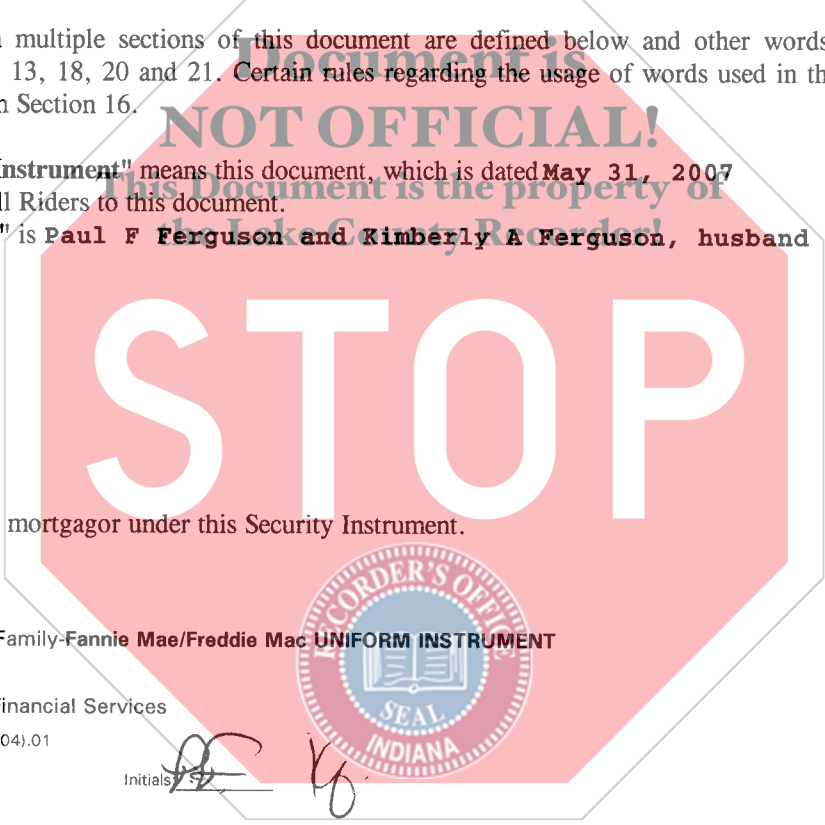 multiple sections of this document are defined below and other words
13, 18, 20 and 21. Certain rules regarding the usage of words used in th
n Section 16.
Document is
NOT OFFICIAL!
This Document is the property of
the Lake County Recorder!
Instrument" means this document, which is dated May 31, 2007
ll Riders to this document.
" is Paul F Ferguson and Kimberly A Ferguson, husband
STOP
mortgagor under this Security Instrument.
RECORDER'S OFFICE
SEAL
INDIANA
Family-Fannie Mae/Freddie Mac UNIFORM INSTRUMENT
Financial Services
04).01
Initials: